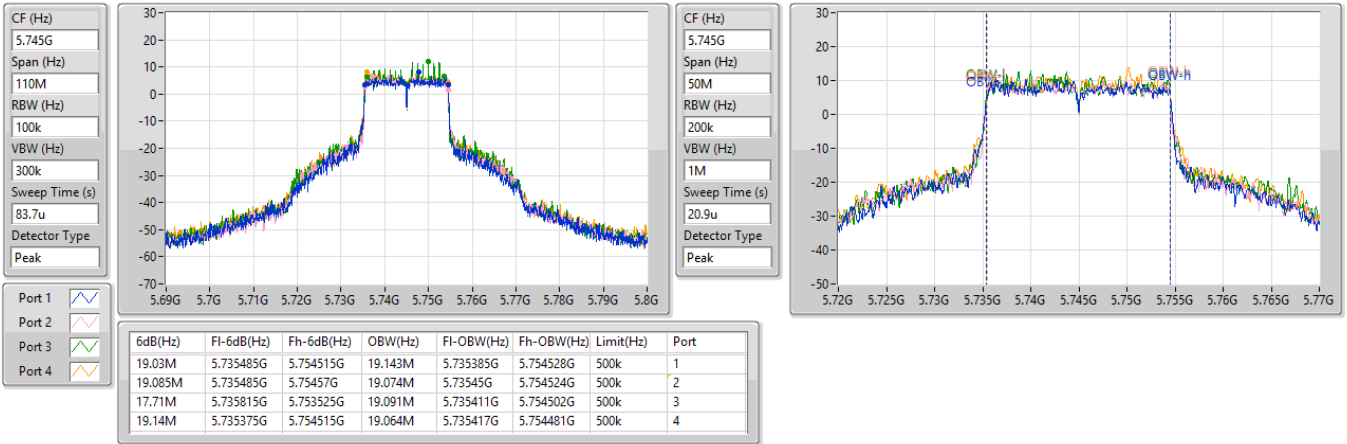 CF (Hz)
5.745G
Span (Hz)
110M
RBW (Hz)
100k
VBW (Hz)
300k
Sweep Time (s)
83.7u
Detector Type
Peak
30
20
10
0
-10
-20
-30
-40
-50
-60
-70
5.69G 5.7G 5.71G 5.72G 5.73G 5.74G 5.75G 5.76G 5.77G 5.78G 5.79G 5.8G
CF (Hz)
5.745G
Span (Hz)
50M
RBW (Hz)
200k
VBW (Hz)
1M
Sweep Time (s)
20.9u
Detector Type
Peak
30
20
10
0
-10
-20
-30
-40
-50
OBW-h
5.72G 5.725G 5.73G 5.735G 5.74G 5.745G 5.75G 5.755G 5.76G 5.765G 5.77G
Port 1
Port 2
Port 3
Port 4
6dB(Hz) Fl-6dB(Hz) Fh-6dB(Hz) OBW(Hz) Fl-OBW(Hz) Fh-OBW(Hz) Limit(Hz) Port
19.03M 5.735485G 5.754515G 19.143M 5.735385G 5.754528G 500k 1
19.085M 5.735485G 5.75457G 19.074M 5.73545G 5.754524G 500k 2
17.71M 5.735815G 5.753525G 19.091M 5.735411G 5.754502G 500k 3
19.14M 5.735375G 5.754515G 19.064M 5.735417G 5.754481G 500k 4